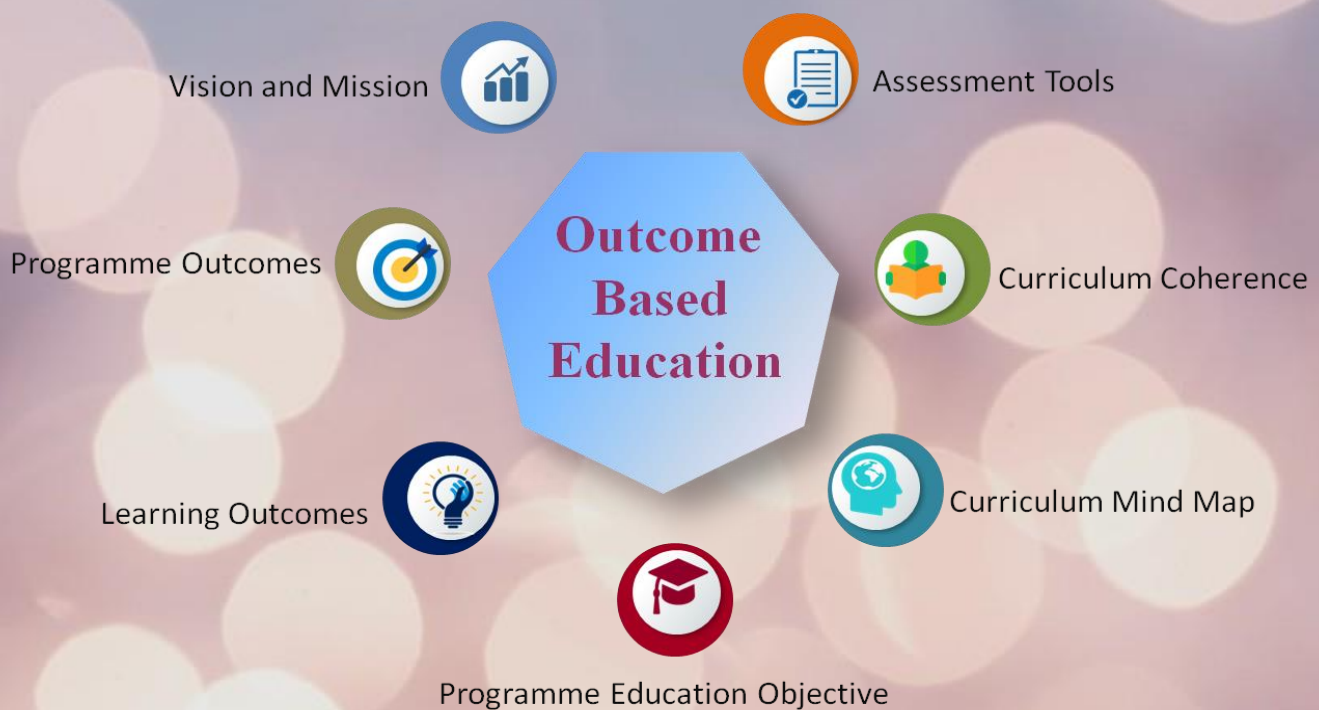 Vision and Mission
Assessment Tools
Outcome
Based
Education
Programme Outcomes
Curriculum Coherence
Learning Outcomes
Curriculum Mind Map
Programme Education Objective